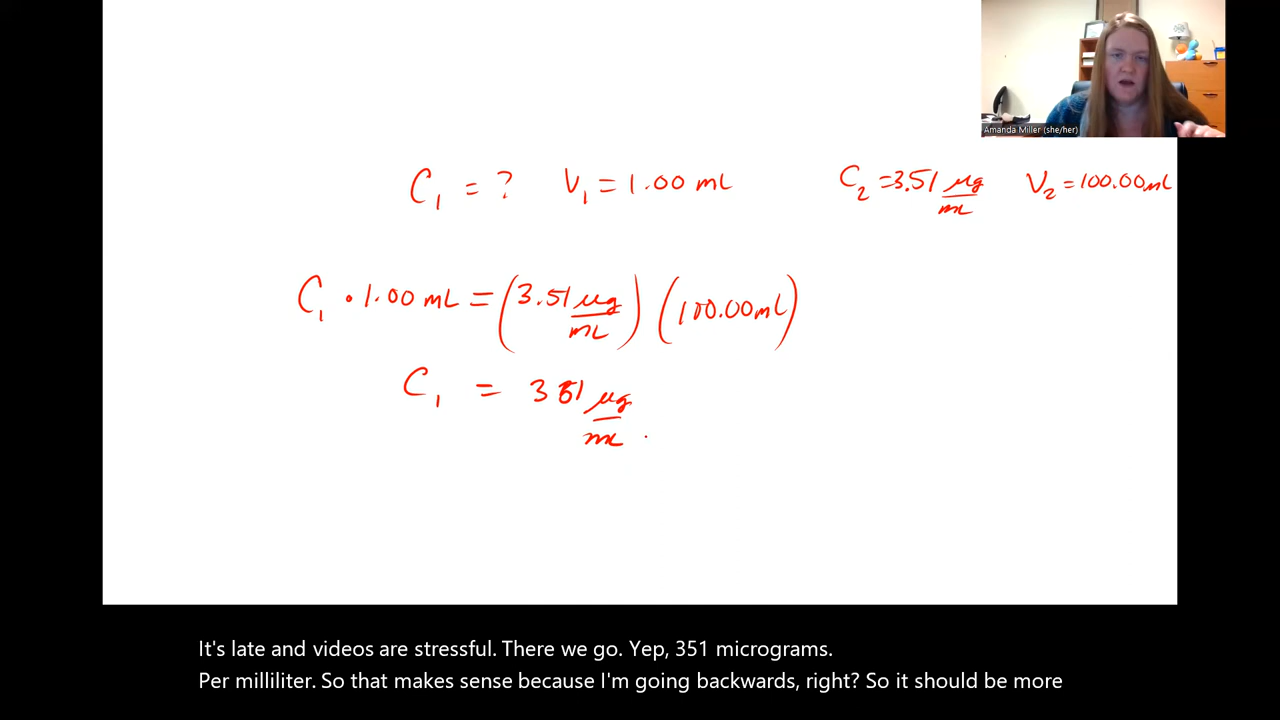 Amanda Miller (she/her)
C₁ = ? V₁ = 1.00 mL C₂ = 3.51 μg/mL V₂ = 100.00 mL
C₁ • 1.00 mL = (3.51 μg/mL) (100.00 mL)
C₁ = 351 μg/mL
It's late and videos are stressful. There we go. Yep, 351 micrograms.
Per milliliter. So that makes sense because I'm going backwards, right? So it should be more